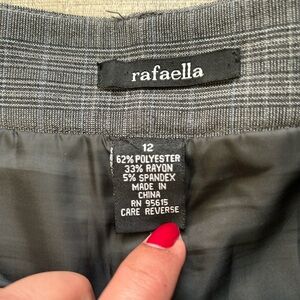 rafaella
12
62% POLYESTER
33% RAYON
5% SPANDEX
MADE IN
CHINA
RN 95615
CARE REVERSE